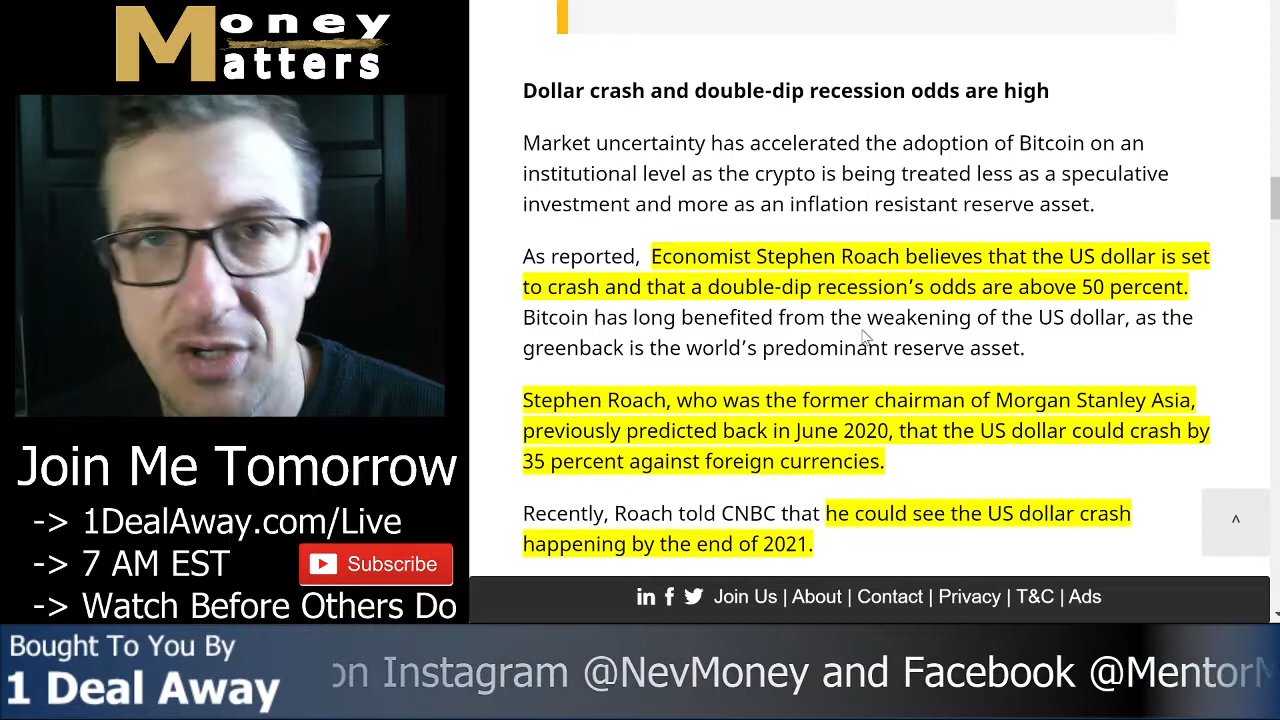 Money
Matters
Join Me Tomorrow
-> 1DealAway.com/Live
-> 7 AM EST
Subscribe
-> Watch Before Others Do
Dollar crash and double-dip recession odds are high
Market uncertainty has accelerated the adoption of Bitcoin on an
institutional level as the crypto is being treated less as a speculative
investment and more as an inflation resistant reserve asset.
As reported, Economist Stephen Roach believes that the US dollar is set
to crash and that a double-dip recession’s odds are above 50 percent.
Bitcoin has long benefited from the weakening of the US dollar, as the
greenback is the world’s predominant reserve asset.
Stephen Roach, who was the former chairman of Morgan Stanley Asia,
previously predicted back in June 2020, that the US dollar could crash by
35 percent against foreign currencies.
Recently, Roach told CNBC that he could see the US dollar crash
happening by the end of 2021.
^
in f Join Us | About | Contact | Privacy | T&C | Ads
Bought To You By
1 Deal Away
on Instagram @NevMoney and Facebook @MentorM